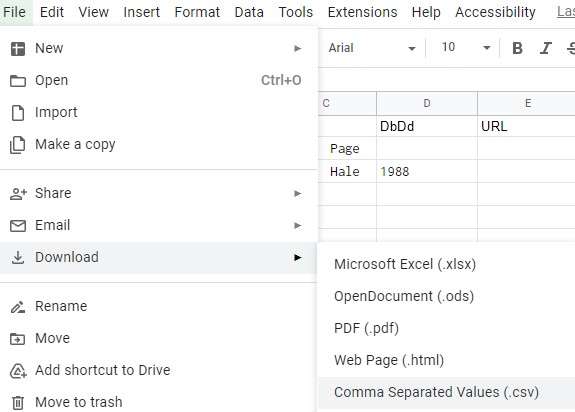 File Edit View Insert Format Data Tools Extensions Help Accessibility Las
New
Open Ctrl+O
Import
Make a copy
Share
Email
Download
Rename
Move
Add shortcut to Drive
Move to trash
Arial 10 B I S
C D E
DbDd URL
Page
Hale 1988
Microsoft Excel (.xlsx)
OpenDocument (.ods)
PDF (.pdf)
Web Page (.html)
Comma Separated Values (.csv)